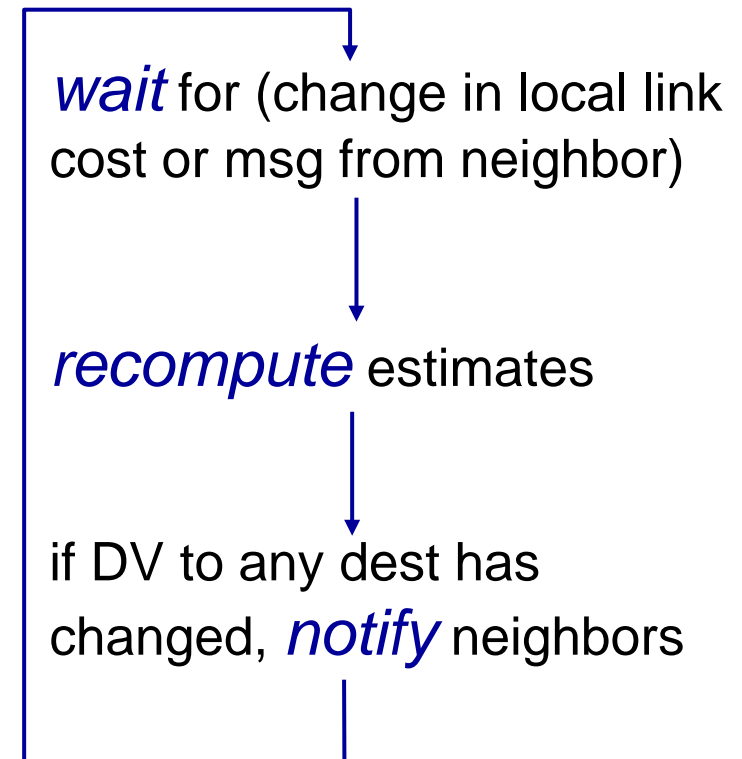 wait for (change in local link
cost or msg from neighbor)
recompute estimates
if DV to any dest has
changed, notify neighbors